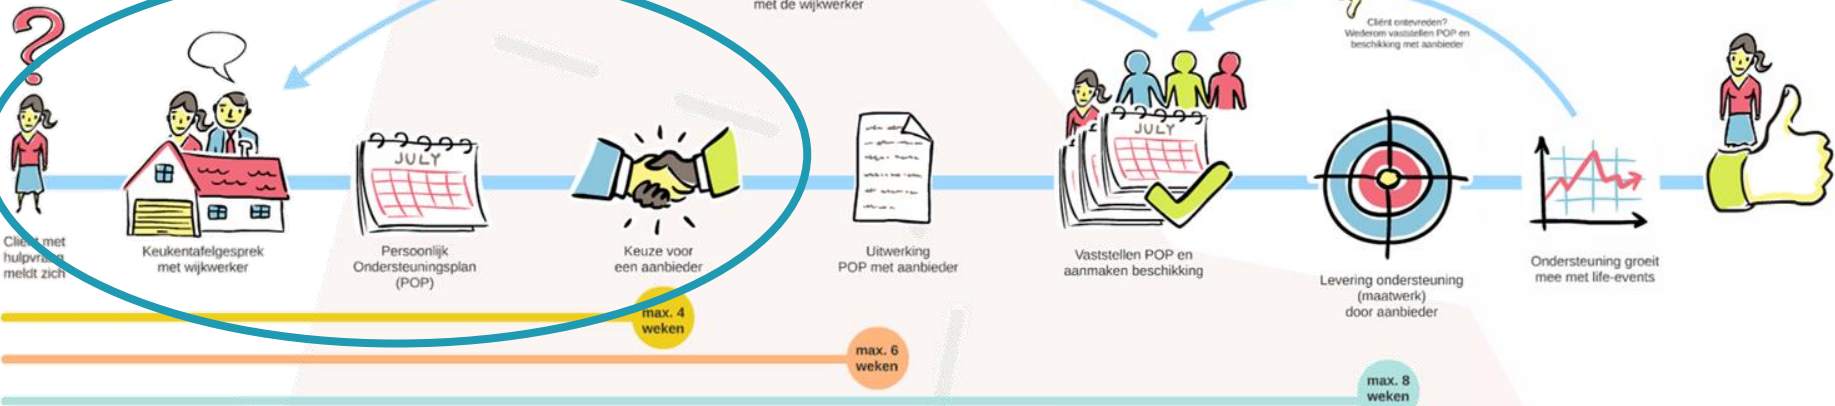 met de wijkwerker
Cliënt ontevreden?
Wederom vaststellen POP en
beschikking met aanbieder
JULY
JULY
Cliënt met
hulpvraag
meldt zich
Keukentafelgesprek
met wijkwerker
Persoonlijk
Ondersteuningsplan
(POP)
Keuze voor
een aanbieder
Uitwerking
POP met aanbieder
Vaststellen POP en
aanmaken beschikking
Levering ondersteuning
(maatwerk)
door aanbieder
Ondersteuning groeit
mee met life-events
max. 4
weken
max. 6
weken
max. 8
weken